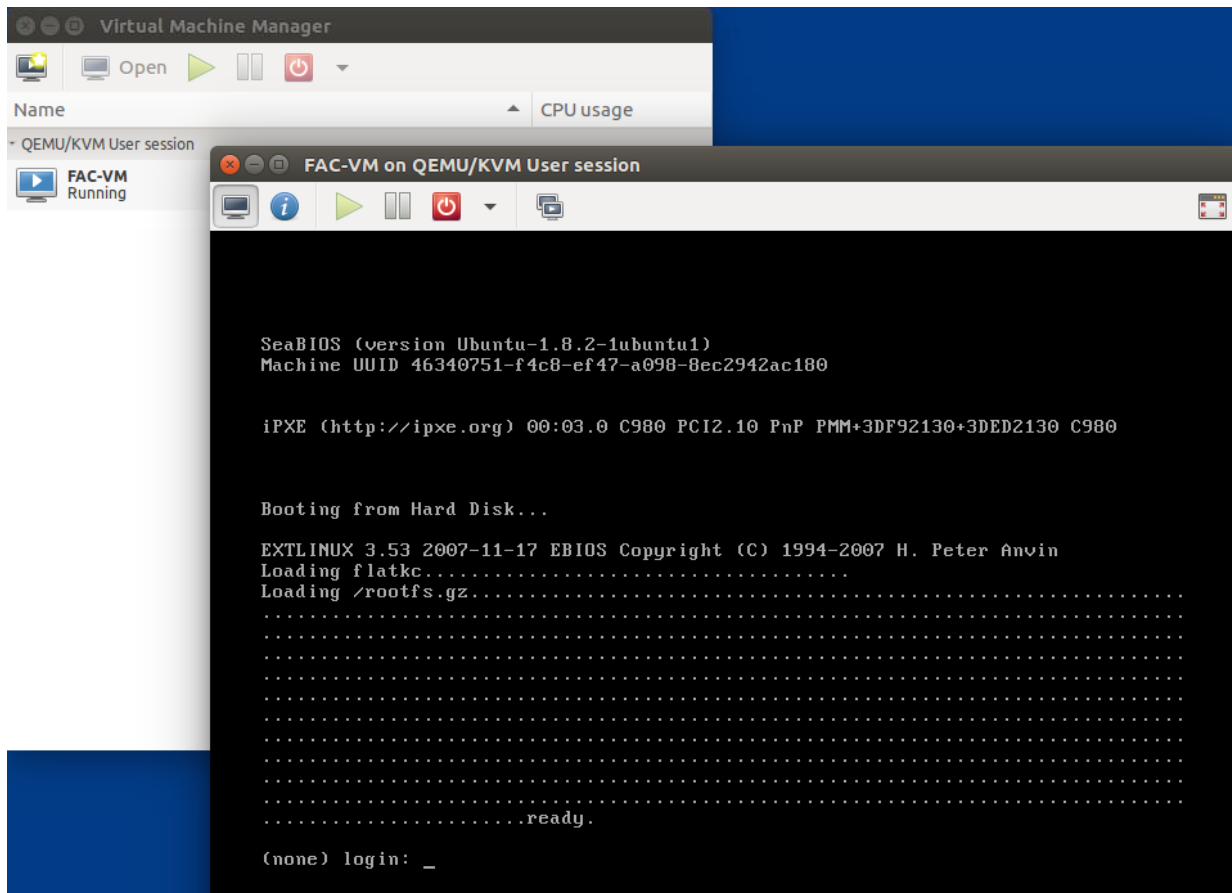 Virtual Machine Manager
Open
Name CPU usage
QEMU/KVM User session
FAC-VM
Running
FAC-VM on QEMU/KVM User session
SeaBIOS (version Ubuntu-1.8.2-1ubuntu1)
Machine UUID 46340751-f4c8-ef47-a098-8ec2942ac180
iPXE (http://ipxe.org) 00:03.0 C980 PCI2.10 PnP PMM+3DF92130+3DED2130 C980
Booting from Hard Disk...
EXTLINUX 3.53 2007-11-17 EBIOS Copyright (C) 1994-2007 H. Peter Anvin
Loading flatkc.....................................
Loading /rootfs.gz..............................................................
................................................................................
................................................................................
................................................................................
................................................................................
................................................................................
................................................................................
................................................................................
................................................................................
................................................................................
................................................................................
.......................ready.
(none) login: _